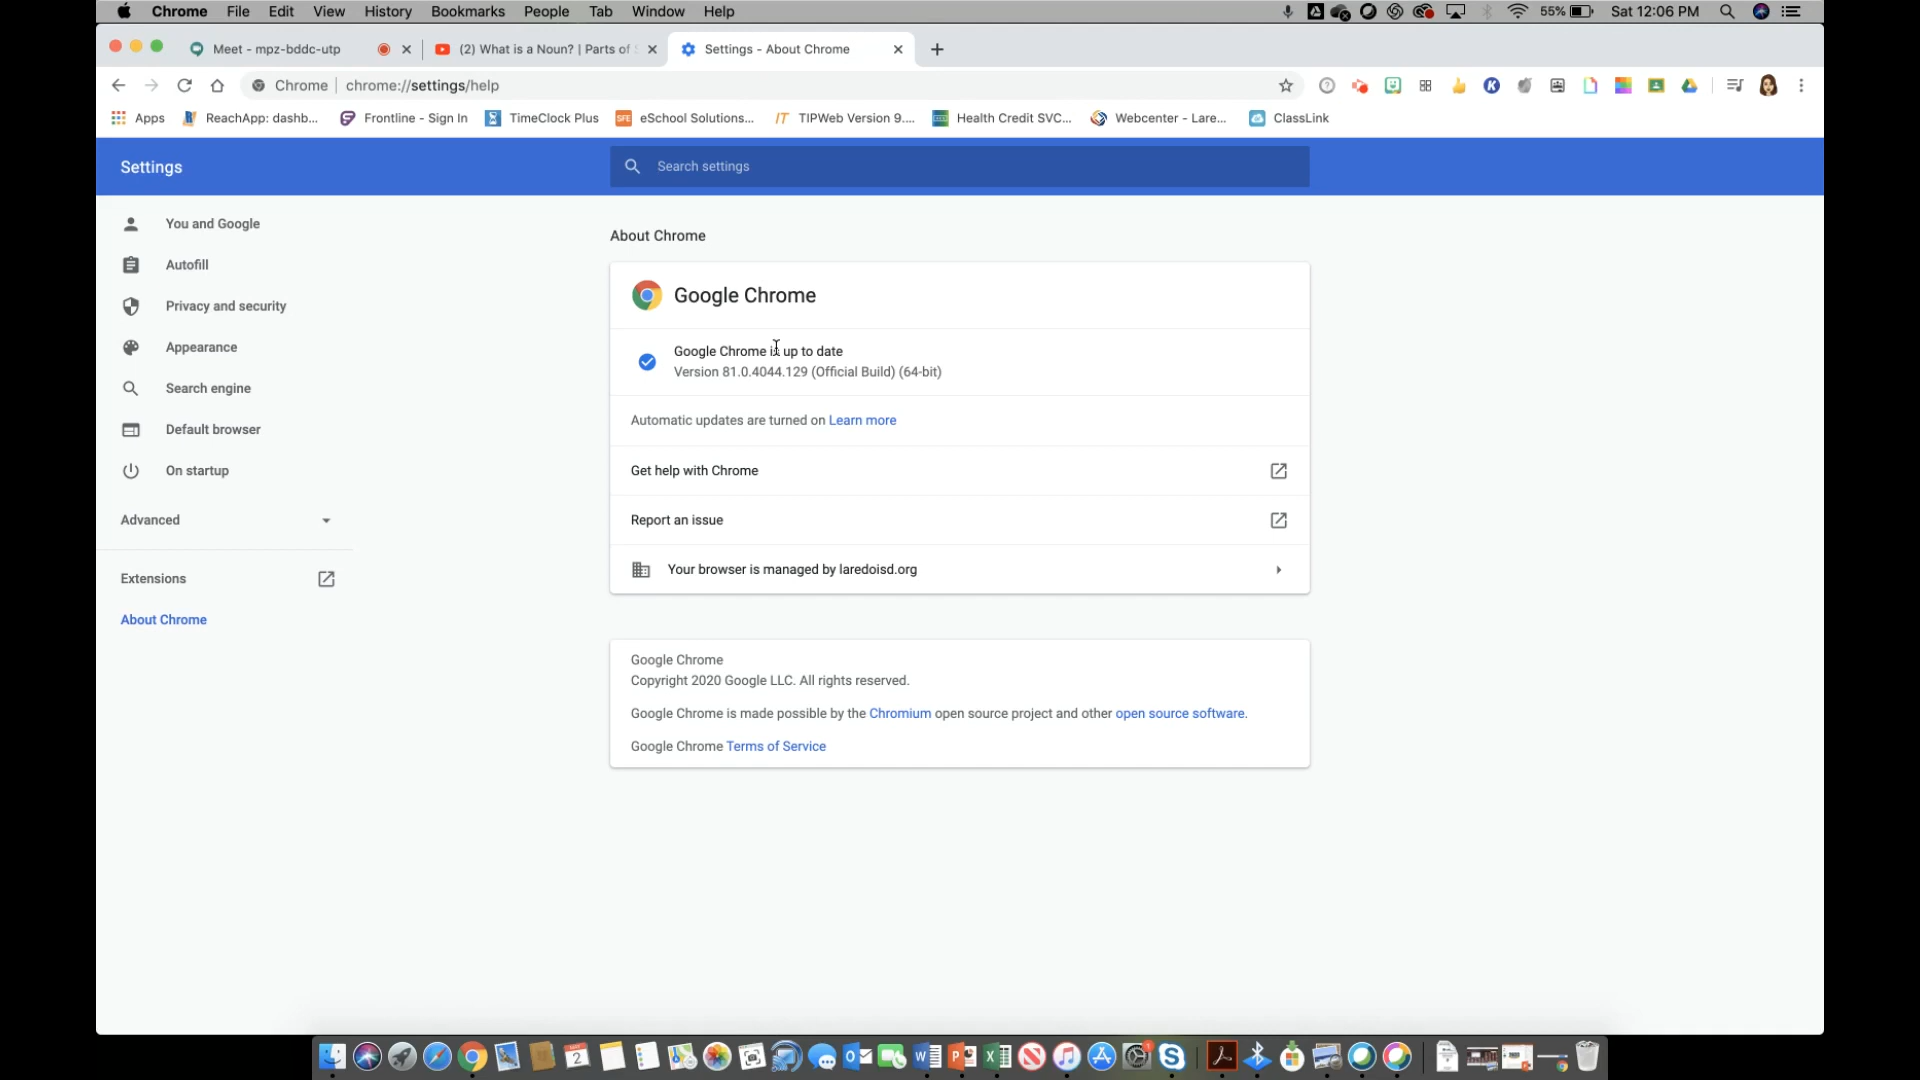 Chrome File Edit View History Bookmarks People Tab Window Help 55% Sat 12:06 PM
Meet - mpz-bddc-utp (2) What is a Noun? | Parts of Settings - About Chrome
Chrome chrome://settings/help
Apps ReachApp: dashb... Frontline - Sign In TimeClock Plus SFE eSchool Solutions... IT TIPWeb Version 9.... Health Credit SVC... Webcenter - Lare... ClassLink
Settings
Search settings
You and Google
Autofill
Privacy and security
Appearance
Search engine
Default browser
On startup
Advanced
Extensions
About Chrome
About Chrome
Google Chrome
Google Chrome is up to date
Version 81.0.4044.129 (Official Build) (64-bit)
Automatic updates are turned on Learn more
Get help with Chrome
Report an issue
Your browser is managed by laredoisd.org
Google Chrome
Copyright 2020 Google LLC. All rights reserved.
Google Chrome is made possible by the Chromium open source project and other open source software.
Google Chrome Terms of Service